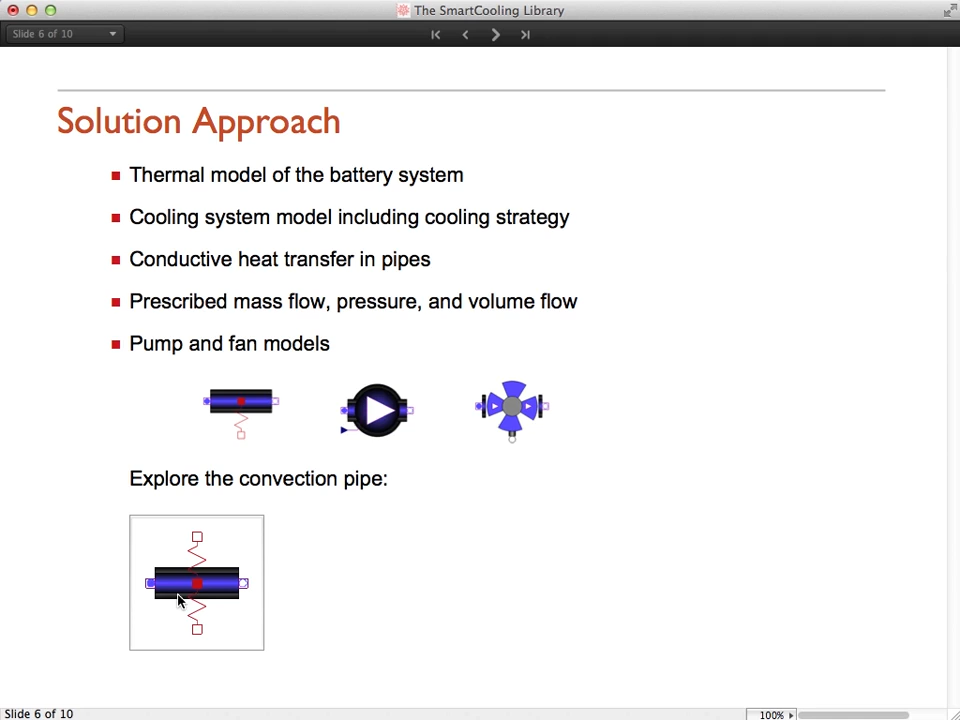 The SmartCooling Library
Slide 6 of 10
Solution Approach
Thermal model of the battery system
Cooling system model including cooling strategy
Conductive heat transfer in pipes
Prescribed mass flow, pressure, and volume flow
Pump and fan models
Explore the convection pipe:
Slide 6 of 10
100%